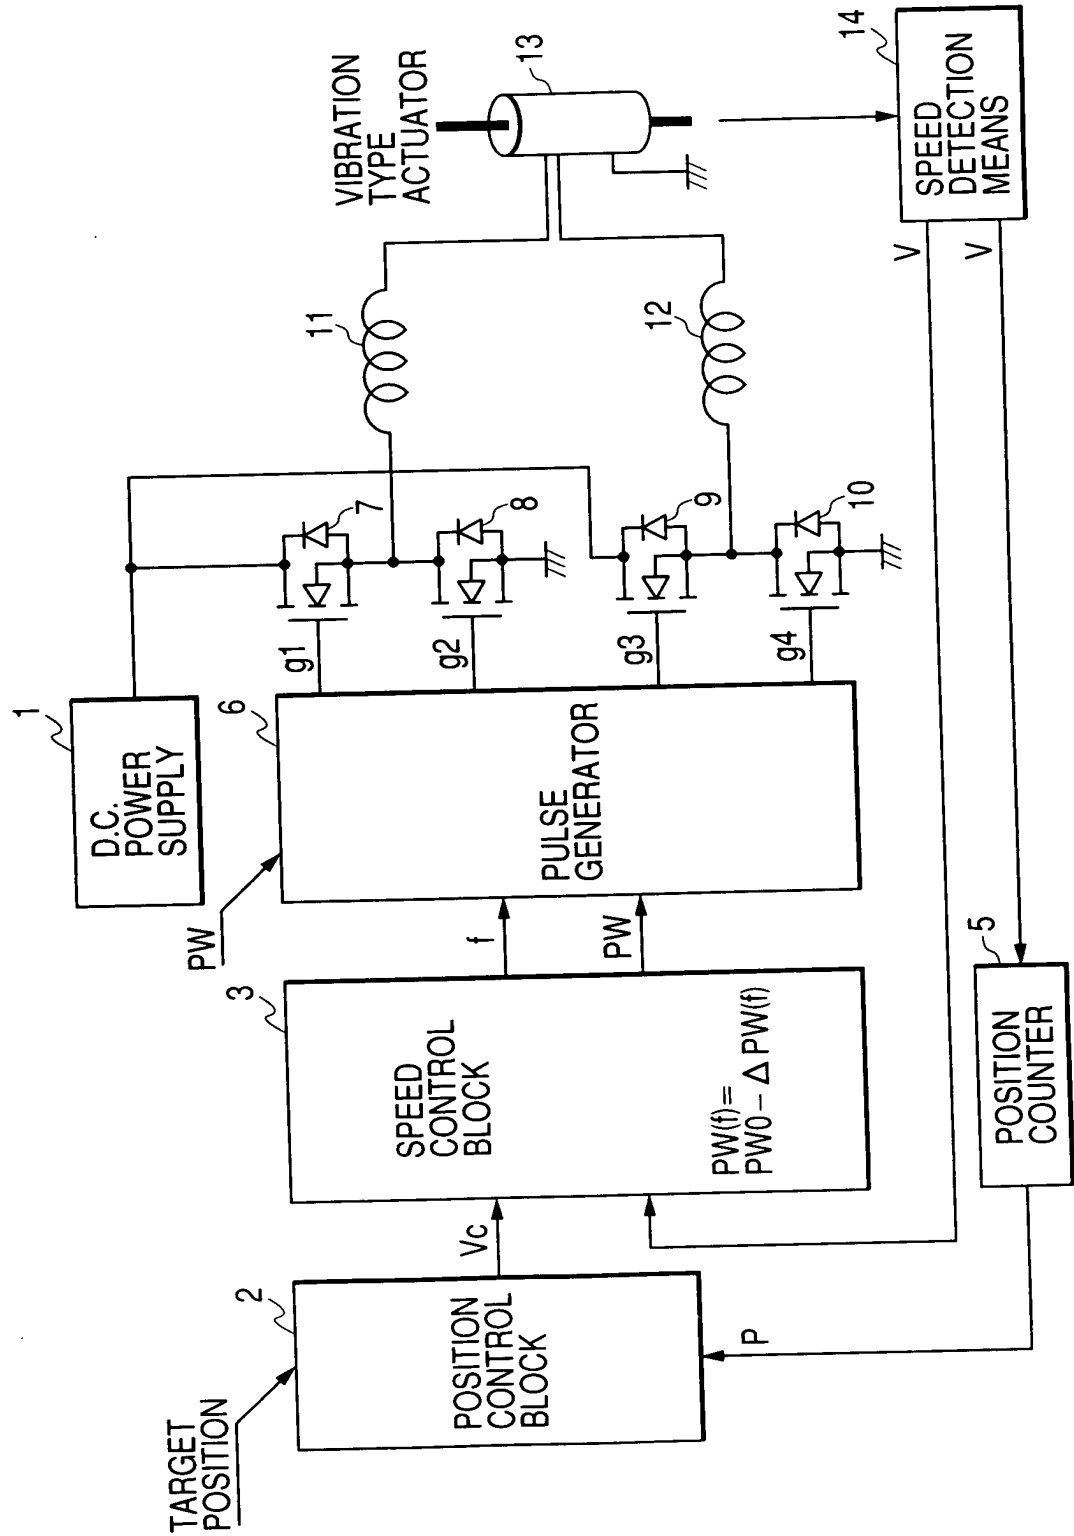 TARGET
POSITION
2
POSITION
CONTROL
BLOCK
Vc
P
3
SPEED
CONTROL
BLOCK
PW(f)=
PW0– Δ PW(f)
f
PW
PW
6
PULSE
GENERATOR
1
D.C.
POWER
SUPPLY
g1
g2
g3
g4
7
8
9
10
11
12
VIBRATION
TYPE
ACTUATOR
13
14
SPEED
DETECTION
MEANS
V
V
5
POSITION
COUNTER